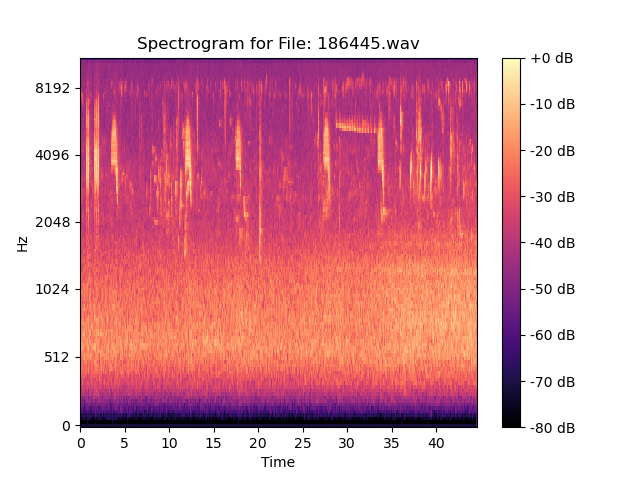 Spectrogram for File: 186445.wav
Hz
8192
4096
2048
1024
512
0
0 5 10 15 20 25 30 35 40
Time
+0 dB
-10 dB
-20 dB
-30 dB
-40 dB
-50 dB
-60 dB
-70 dB
-80 dB